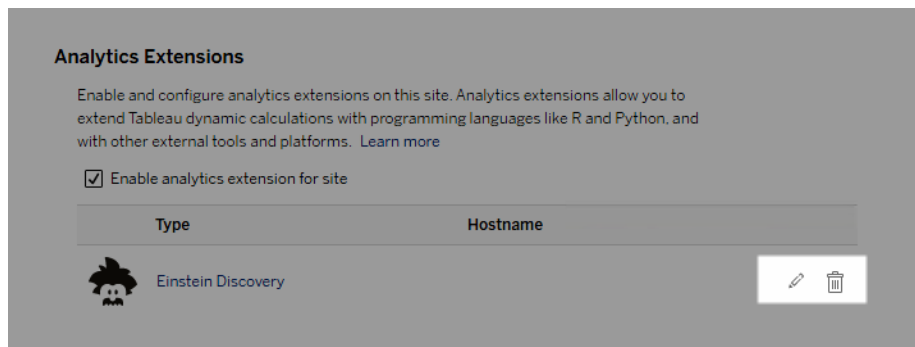 Analytics Extensions
Enable and configure analytics extensions on this site. Analytics extensions allow you to
extend Tableau dynamic calculations with programming languages like R and Python, and
with other external tools and platforms. Learn more
Enable analytics extension for site
Type Hostname
Einstein Discovery